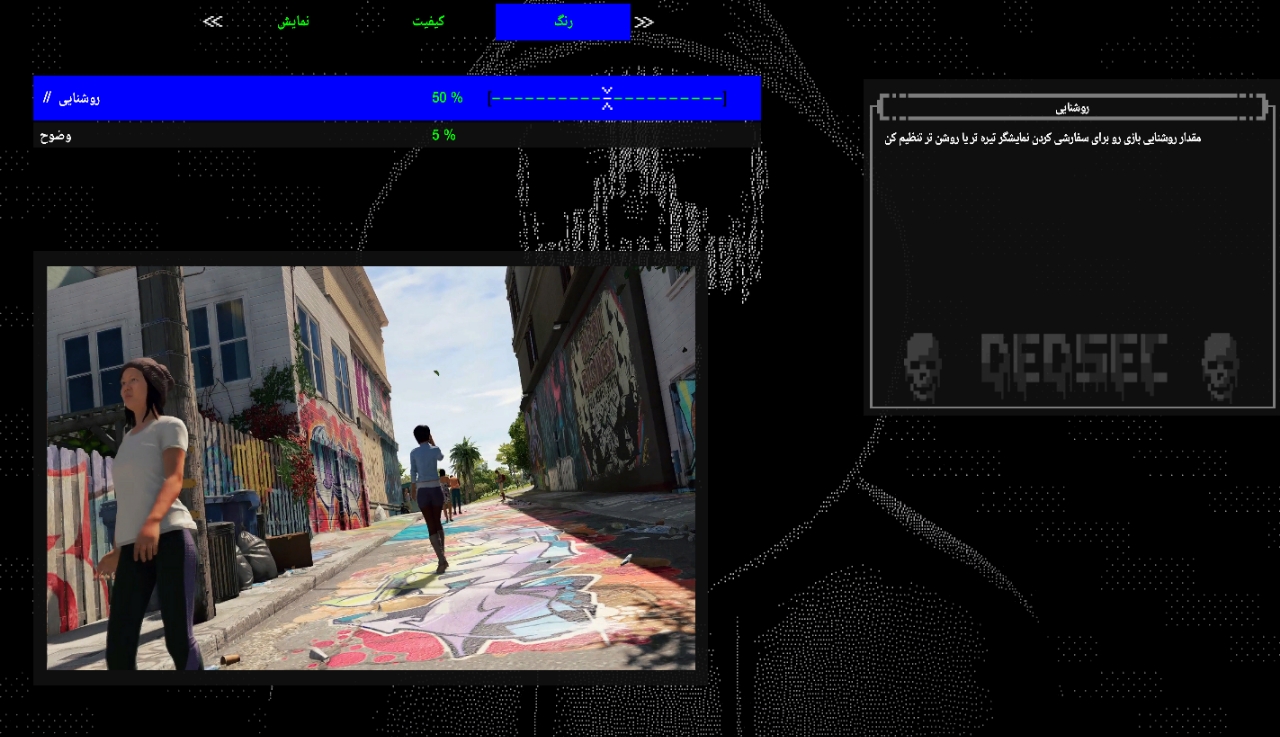 نمایش
کیفیت
رنگ
روشنایی //
50 %
وضوح
5 %
روشنایی
مقدار روشنایی بازی رو برای سفارشی کردن نمایشگر تیره تر یا روشن تر تنظیم کن
DEDSEC